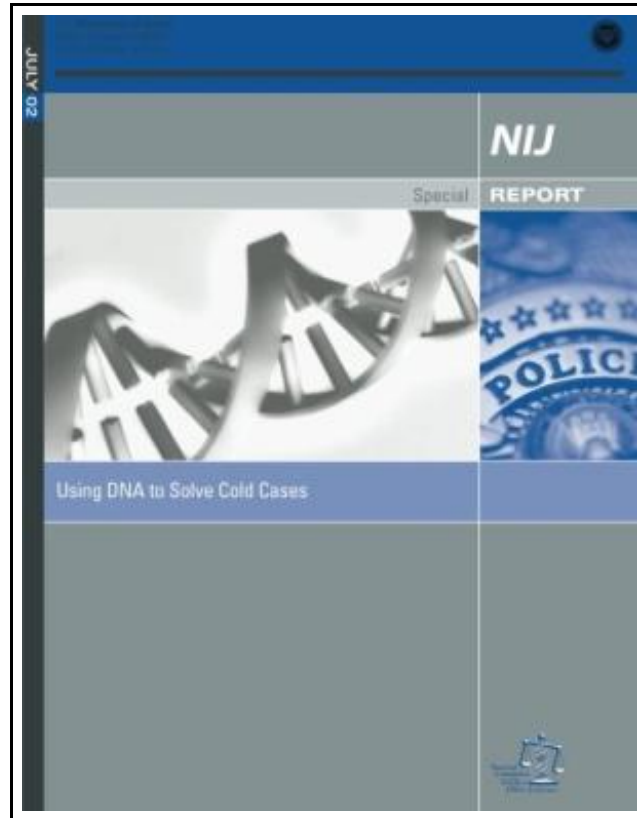 JULY 02
NIJ
Special REPORT
POLICE
Using DNA to Solve Cold Cases